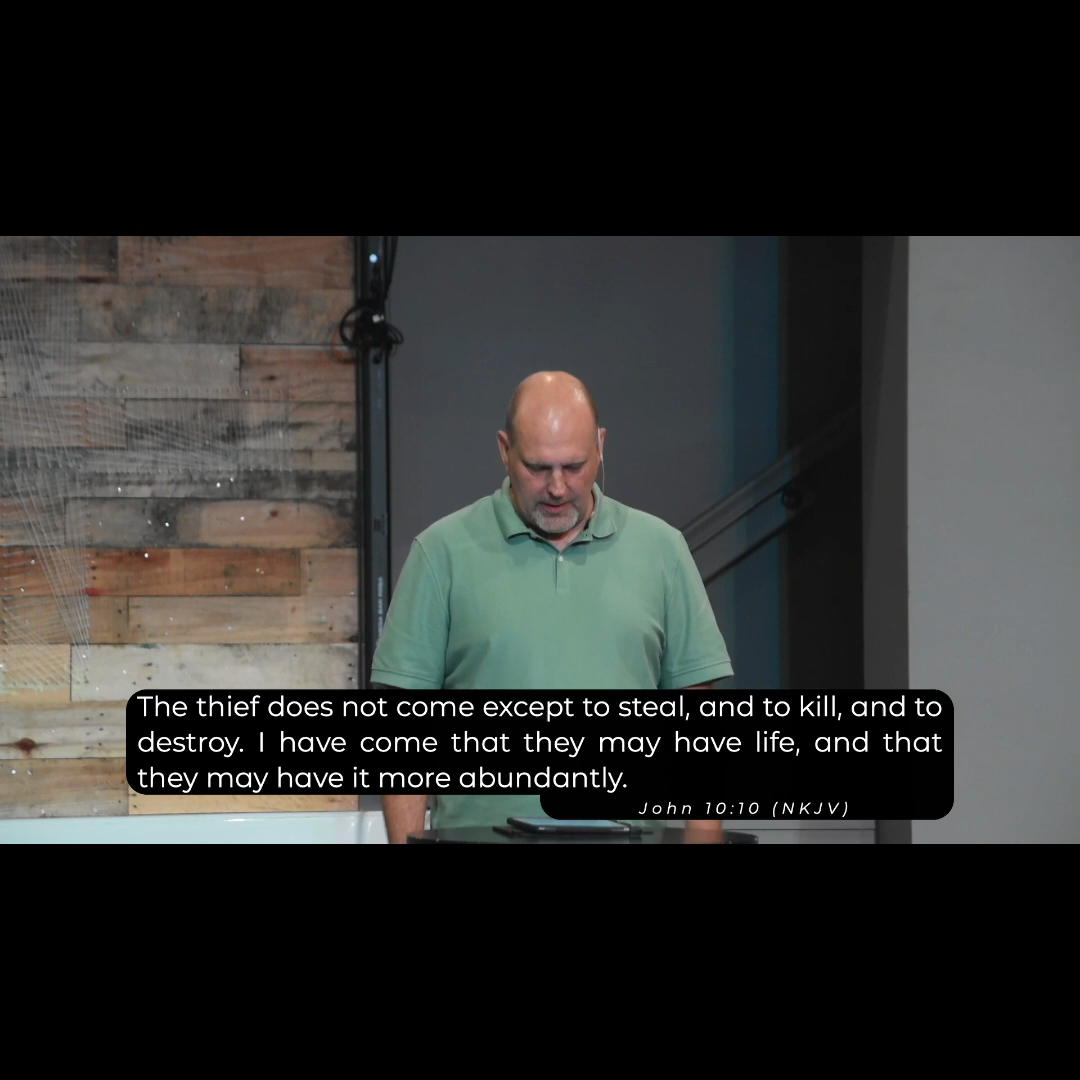 The thief does not come except to steal, and to kill, and to
destroy. I have come that they may have life, and that
they may have it more abundantly.
John 10:10 (NKJV)